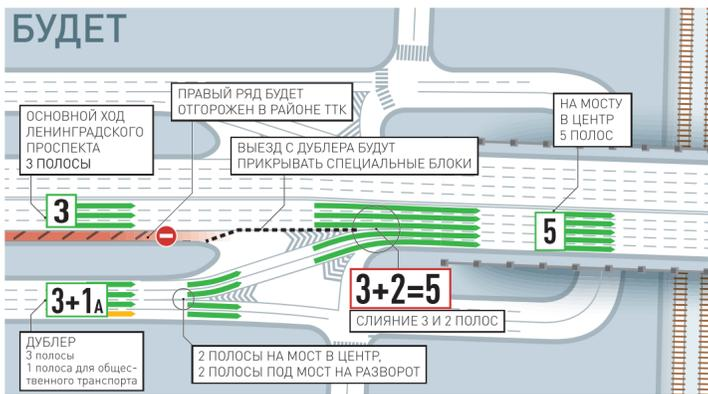 БУДЕТ
ПРАВЫЙ РЯД БУДЕТ
ОТГОРОЖЕН В РАЙОНЕ ТТК
ОСНОВНОЙ ХОД
ЛЕНИНГРАДСКОГО
ПРОСПЕКТА
3 ПОЛОСЫ
ВЫЕЗД С ДУБЛЕРА БУДУТ
ПРИКРЫВАТЬ СПЕЦИАЛЬНЫЕ БЛОКИ
НА МОСТУ
В ЦЕНТР
5 ПОЛОС
3
5
3+1А
3+2=5
СЛИЯНИЕ 3 И 2 ПОЛОС
ДУБЛЕР
3 полосы
1 полоса для общес-
твенного транспорта
2 ПОЛОСЫ НА МОСТ В ЦЕНТР,
2 ПОЛОСЫ ПОД МОСТ НА РАЗВОРОТ